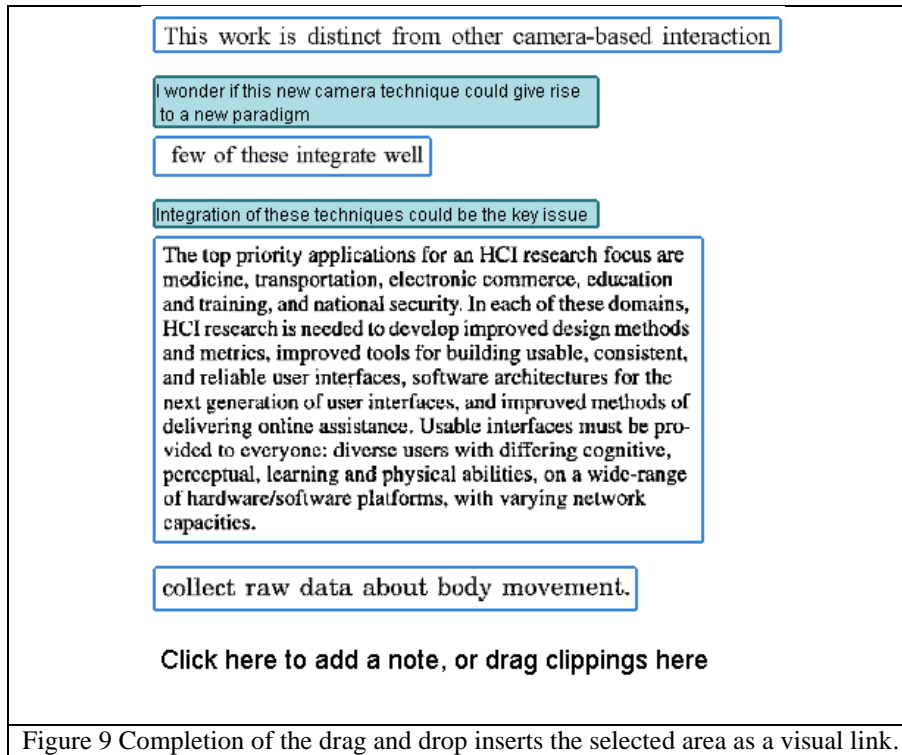 This work is distinct from other camera-based interaction
I wonder if this new camera technique could give rise
to a new paradigm
few of these integrate well
Integration of these techniques could be the key issue
The top priority applications for an HCI research focus are
medicine, transportation, electronic commerce, education
and training, and national security. In each of these domains,
HCI research is needed to develop improved design methods
and metrics, improved tools for building usable, consistent,
and reliable user interfaces, software architectures for the
next generation of user interfaces, and improved methods of
delivering online assistance. Usable interfaces must be pro-
vided to everyone: diverse users with differing cognitive,
perceptual, learning and physical abilities, on a wide-range
of hardware/software platforms, with varying network
capacities.
collect raw data about body movement.
Click here to add a note, or drag clippings here
Figure 9 Completion of the drag and drop inserts the selected area as a visual link.